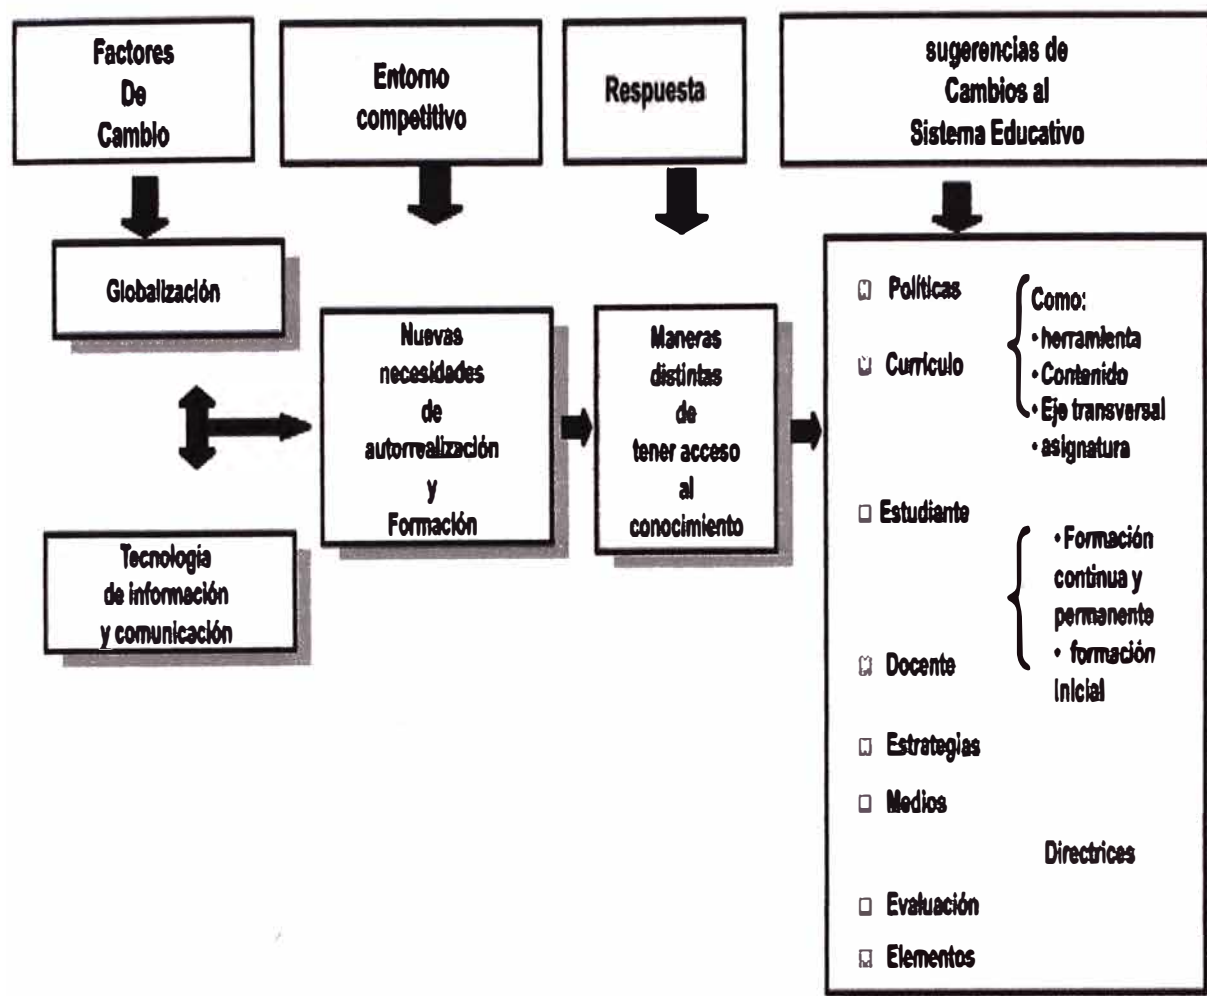 Factores
De
Cambio
Entorno
competitivo
Respuesta
sugerencias de
Cambios al
Sistema Educativo
Globalización
Tecnología
de información
y comunicación
Nuevas
necesidades
de
autorrealización
y
Formación
Maneras
distintas
de
tener acceso
al
conocimiento
Políticas
Currículo
Como:
• herramienta
• Contenido
• Eje transversal
• asignatura
Estudiante
Docente
• Formación
continua y
permanente
• formación
inicial
Estrategias
Medios
Directrices
Evaluación
Elementos